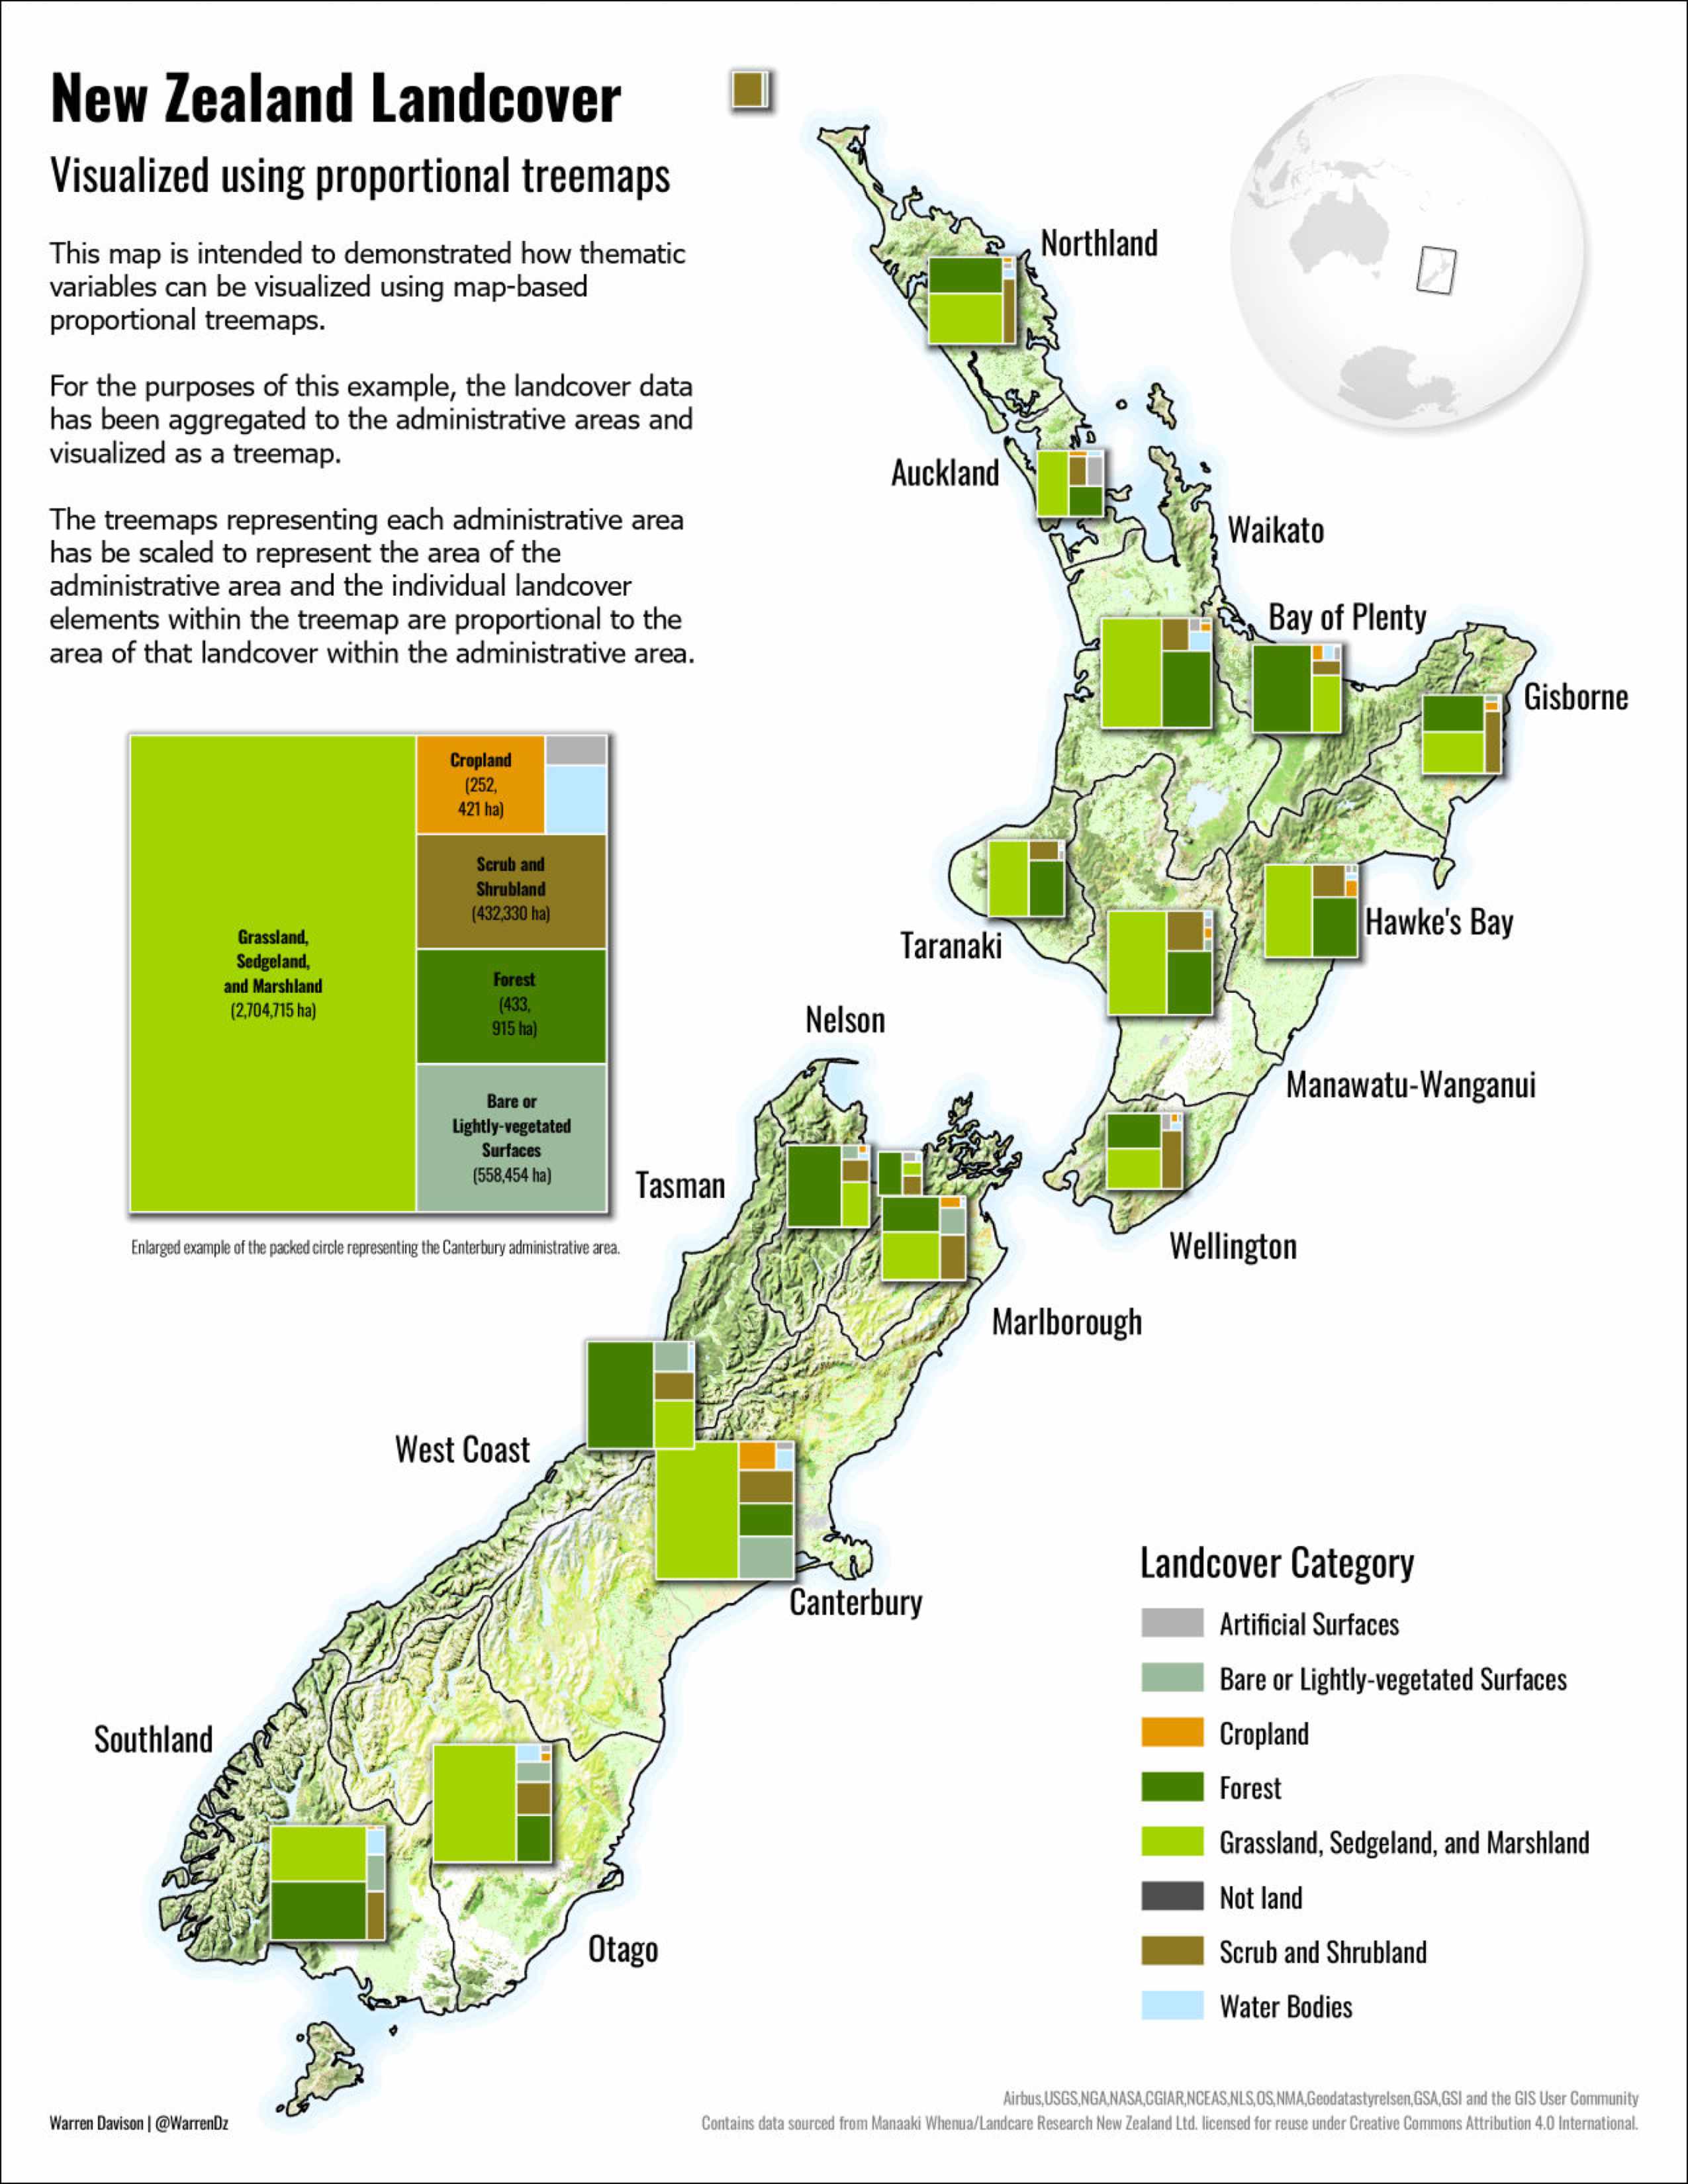 New Zealand Landcover
Visualized using proportional treemaps
This map is intended to demonstrated how thematic
variables can be visualized using map-based
proportional treemaps.
For the purposes of this example, the landcover data
has been aggregated to the administrative areas and
visualized as a treemap.
The treemaps representing each administrative area
has be scaled to represent the area of the
administrative area and the individual landcover
elements within the treemap are proportional to the
area of that landcover within the administrative area.
Grassland,
Sedgeland,
and Marshland
(2,704,715 ha)
Cropland
(252,
421 ha)
Scrub and
Shrubland
(432,330 ha)
Forest
(433,
915 ha)
Bare or
Lightly-vegetated
Surfaces
(558,454 ha)
Enlarged example of the packed circle representing the Canterbury administrative area.
Northland
Auckland
Waikato
Bay of Plenty
Gisborne
Hawke's Bay
Taranaki
Nelson
Manawatu-Wanganui
Tasman
Wellington
Marlborough
West Coast
Canterbury
Southland
Otago
Landcover Category
Artificial Surfaces
Bare or Lightly-vegetated Surfaces
Cropland
Forest
Grassland, Sedgeland, and Marshland
Not land
Scrub and Shrubland
Water Bodies
Warren Davison | @WarrenDz
Airbus,USGS,NGA,NASA,CGIAR,NCEAS,NLS,OS,NMA,Geodatastyrelsen,GSA,GSI and the GIS User Community
Contains data sourced from Manaaki Whenua/Landcare Research New Zealand Ltd. licensed for reuse under Creative Commons Attribution 4.0 International.